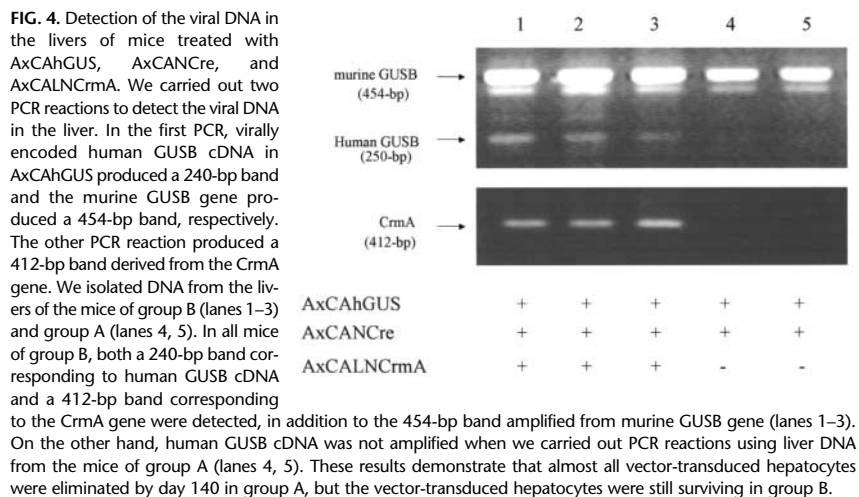 FIG. 4. Detection of the viral DNA in
the livers of mice treated with
AxCAhGUS, AxCANCre, and
AxCALNCrmA. We carried out two
PCR reactions to detect the viral DNA
in the liver. In the first PCR, virally
encoded human GUSB cDNA in
AxCAhGUS produced a 240-bp band
and the murine GUSB gene pro-
duced a 454-bp band, respectively.
The other PCR reaction produced a
412-bp band derived from the CrmA
gene. We isolated DNA from the liv-
ers of the mice of group B (lanes 1–3)
and group A (lanes 4, 5). In all mice
of group B, both a 240-bp band cor-
responding to human GUSB cDNA
and a 412-bp band corresponding
to the CrmA gene were detected, in addition to the 454-bp band amplified from murine GUSB gene (lanes 1–3).
On the other hand, human GUSB cDNA was not amplified when we carried out PCR reactions using liver DNA
from the mice of group A (lanes 4, 5). These results demonstrate that almost all vector-transduced hepatocytes
were eliminated by day 140 in group A, but the vector-transduced hepatocytes were still surviving in group B.
1 2 3 4 5
murine GUSB
(454-bp)
Human GUSB
(250-bp)
CrmA
(412-bp)
AxCAhGUS + + + + +
AxCANCre + + + + +
AxCALNCrmA + + + - -